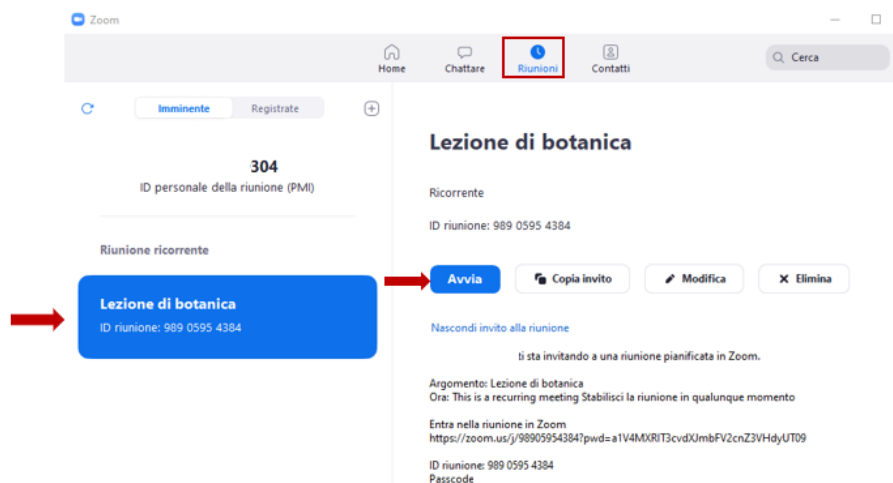 Zoom
Home
Chattare
Riunioni
Contatti
Cerca
Imminente
Registrate
304
ID personale della riunione (PMI)
Riunione ricorrente
Lezione di botanica
ID riunione: 989 0595 4384
Lezione di botanica
Ricorrente
ID riunione: 989 0595 4384
Avvia
Copia invito
Modifica
Elimina
Nascondi invito alla riunione
ti sta invitando a una riunione pianificata in Zoom.
Argomento: Lezione di botanica
Ora: This is a recurring meeting Stabilisci la riunione in qualunque momento
Entra nella riunione in Zoom
https://zoom.us/j/98905954384?pwd=a1V4MXRIT3cvdXJmbFV2cnZ3VHdyUT09
ID riunione: 989 0595 4384
Passcode